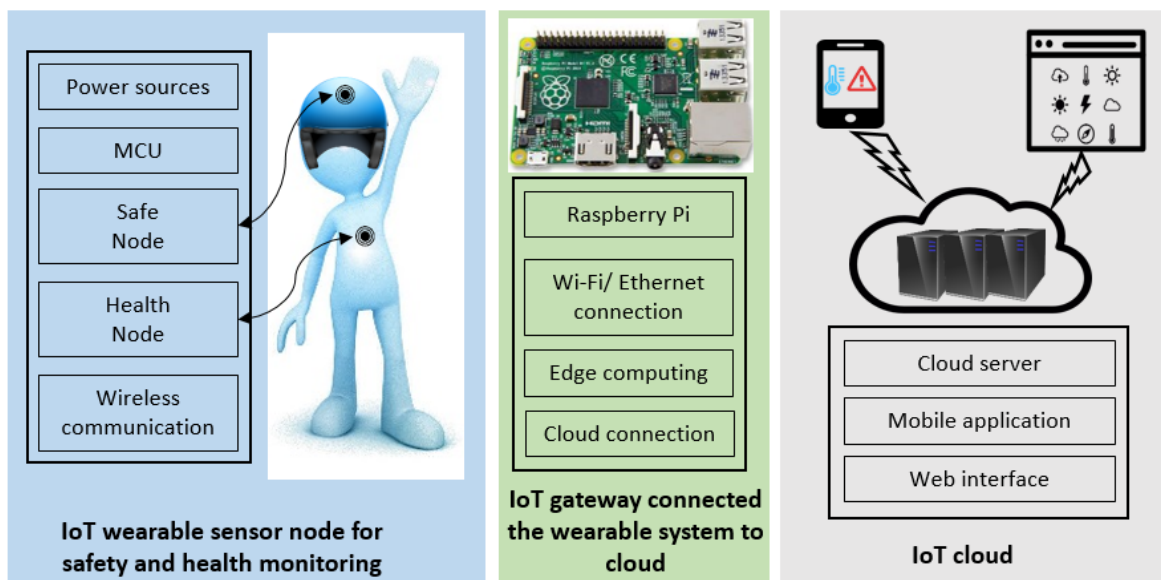 Power sources
MCU
Safe
Node
Health
Node
Wireless
communication
IoT wearable sensor node for
safety and health monitoring
Raspberry Pi
Wi-Fi/ Ethernet
connection
Edge computing
Cloud connection
IoT gateway connected
the wearable system to
cloud
Cloud server
Mobile application
Web interface
IoT cloud